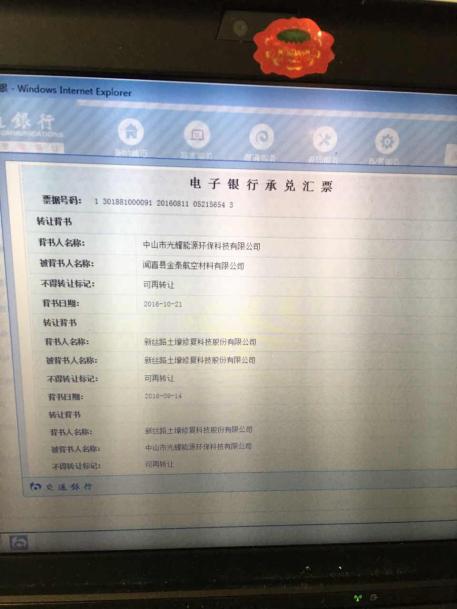 - Windows Internet Explorer
银行
COMMUNICATIONS
电子银行承兑汇票
票据号码: 1 301881000091 20160811 05215654 3
转让背书
背书人名称: 中山市光耀能源环保科技有限公司
被背书人名称: 闻喜县金泰航空材料有限公司
不得转让标记: 可再转让
背书日期: 2016-10-21
转让背书
背书人名称: 新丝路土壤修复科技股份有限公司
被背书人名称: 新丝路土壤修复科技股份有限公司
不得转让标记: 可再转让
背书日期: 2016-09-14
转让背书
背书人名称: 新丝路土壤修复科技股份有限公司
被背书人名称: 中山市光耀能源环保科技有限公司
不得转让标记: 可再转让
交通银行